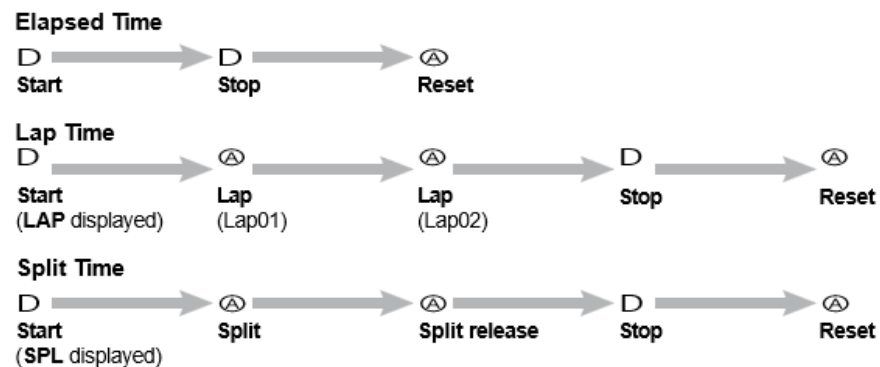 Elapsed Time
D D Ⓐ
Start Stop Reset
Lap Time
D Ⓐ Ⓐ D Ⓐ
Start Lap Lap Stop Reset
(LAP displayed) (Lap01) (Lap02)
Split Time
D Ⓐ Ⓐ D Ⓐ
Start Split Split release Stop Reset
(SPL displayed)